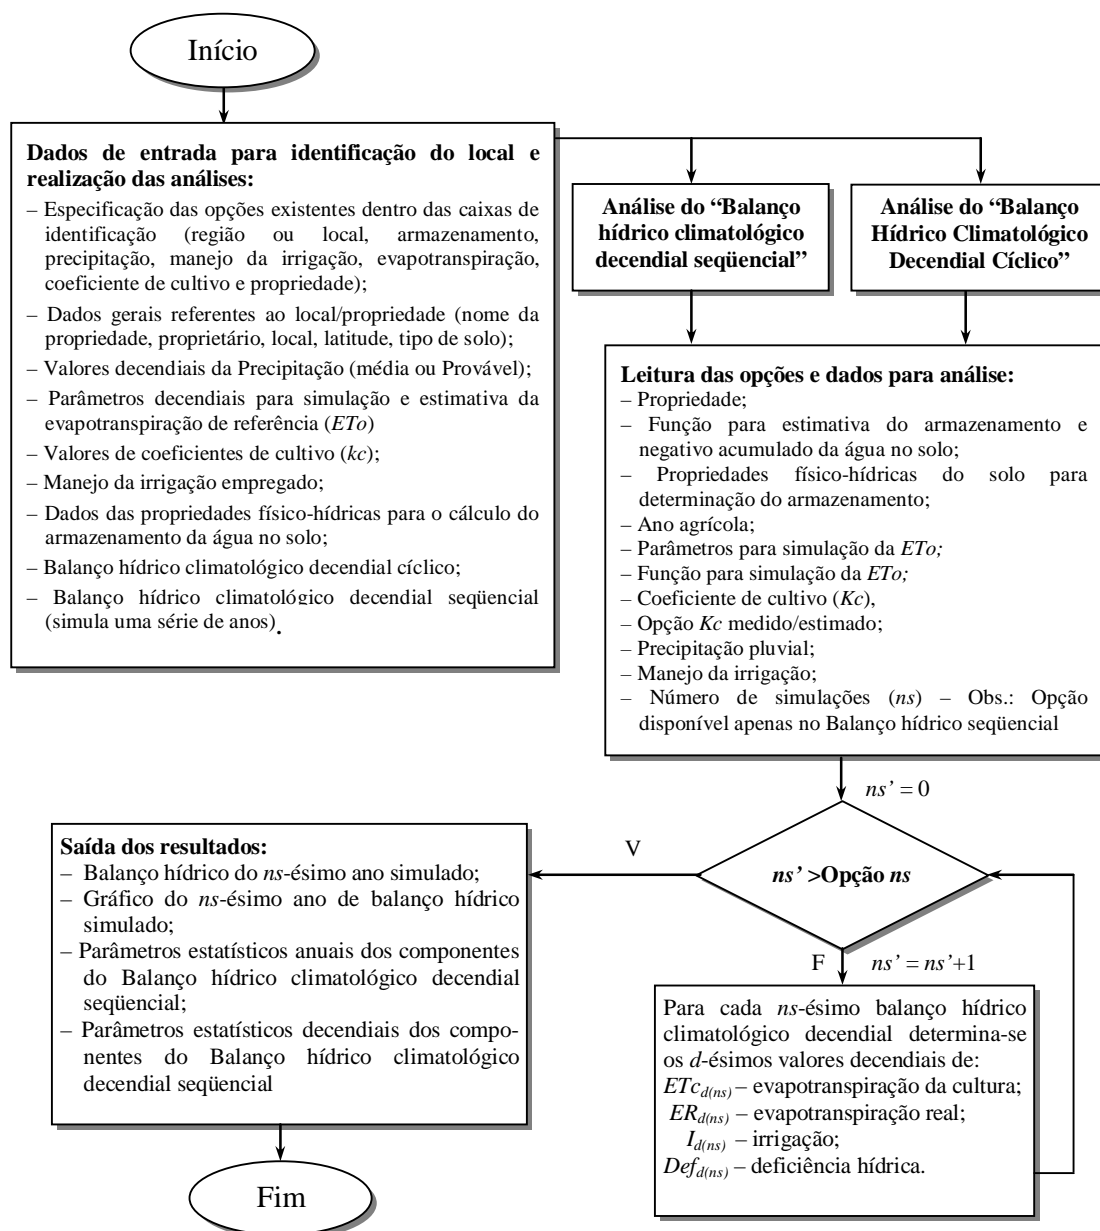 Início
Dados de entrada para identificação do local e
realização das análises:
– Especificação das opções existentes dentro das caixas de
identificação (região ou local, armazenamento,
precipitação, manejo da irrigação, evapotranspiração,
coeficiente de cultivo e propriedade);
– Dados gerais referentes ao local/propriedade (nome da
propriedade, proprietário, local, latitude, tipo de solo);
– Valores decendiais da Precipitação (média ou Provável);
– Parâmetros decendiais para simulação e estimativa da
evapotranspiração de referência (ETo)
– Valores de coeficientes de cultivo (kc);
– Manejo da irrigação empregado;
– Dados das propriedades físico-hídricas para o cálculo do
armazenamento da água no solo;
– Balanço hídrico climatológico decendial cíclico;
– Balanço hídrico climatológico decendial seqüencial
(simula uma série de anos).
Análise do “Balanço
hídrico climatológico
decendial seqüencial”
Análise do “Balanço
Hídrico Climatológico
Decendial Cíclico”
Leitura das opções e dados para análise:
– Propriedade;
– Função para estimativa do armazenamento e
negativo acumulado da água no solo;
– Propriedades físico-hídricas do solo para
determinação do armazenamento;
– Ano agrícola;
– Parâmetros para simulação da ETo;
– Função para simulação da ETo;
– Coeficiente de cultivo (Kc),
– Opção Kc medido/estimado;
– Precipitação pluvial;
– Manejo da irrigação;
– Número de simulações (ns) – Obs.: Opção
disponível apenas no Balanço hídrico seqüencial
ns’ = 0
ns’ >Opção ns
V
F
ns’ = ns’+1
Para cada ns-ésimo balanço hídrico
climatológico decendial determina-se
os d-ésimos valores decendiais de:
ETc d(ns) – evapotranspiração da cultura;
ER d(ns) – evapotranspiração real;
I d(ns) – irrigação;
Def d(ns) – deficiência hídrica.
Saída dos resultados:
– Balanço hídrico do ns-ésimo ano simulado;
– Gráfico do ns-ésimo ano de balanço hídrico
simulado;
– Parâmetros estatísticos anuais dos componentes
do Balanço hídrico climatológico decendial
seqüencial;
– Parâmetros estatísticos decendiais dos compo-
nentes do Balanço hídrico climatológico
decendial seqüencial
Fim